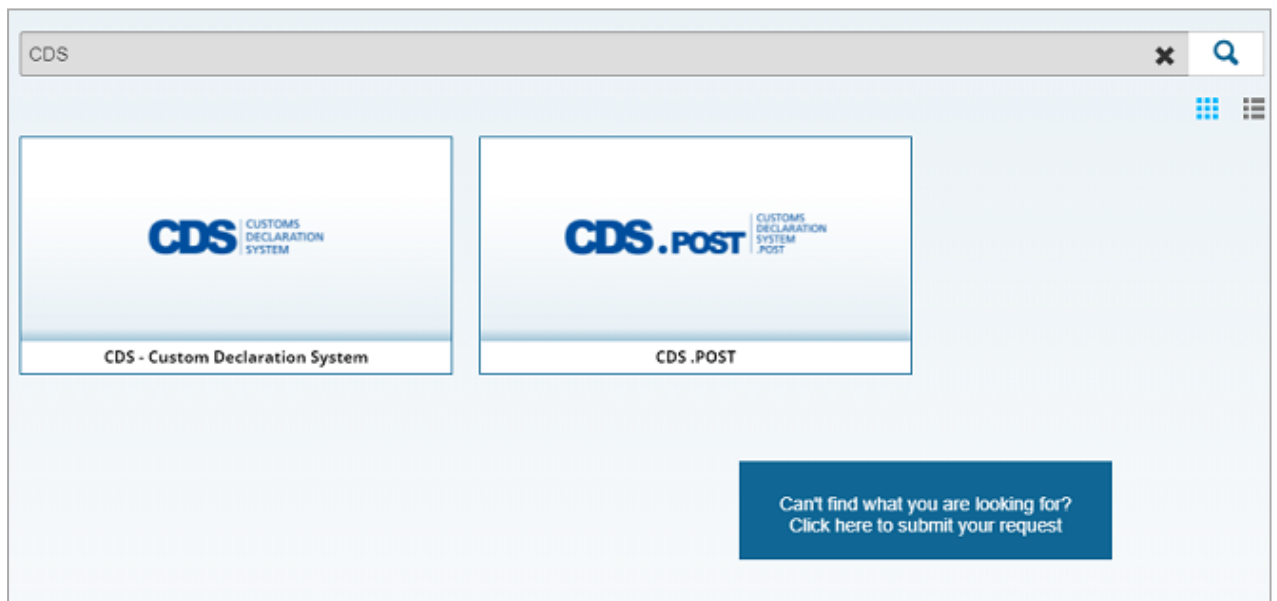 CDS
CDS
CUSTOMS
DECLARATION
SYSTEM
CDS - Custom Declaration System
CDS.POST
CUSTOMS
DECLARATION
SYSTEM
.POST
CDS .POST
Can't find what you are looking for?
Click here to submit your request